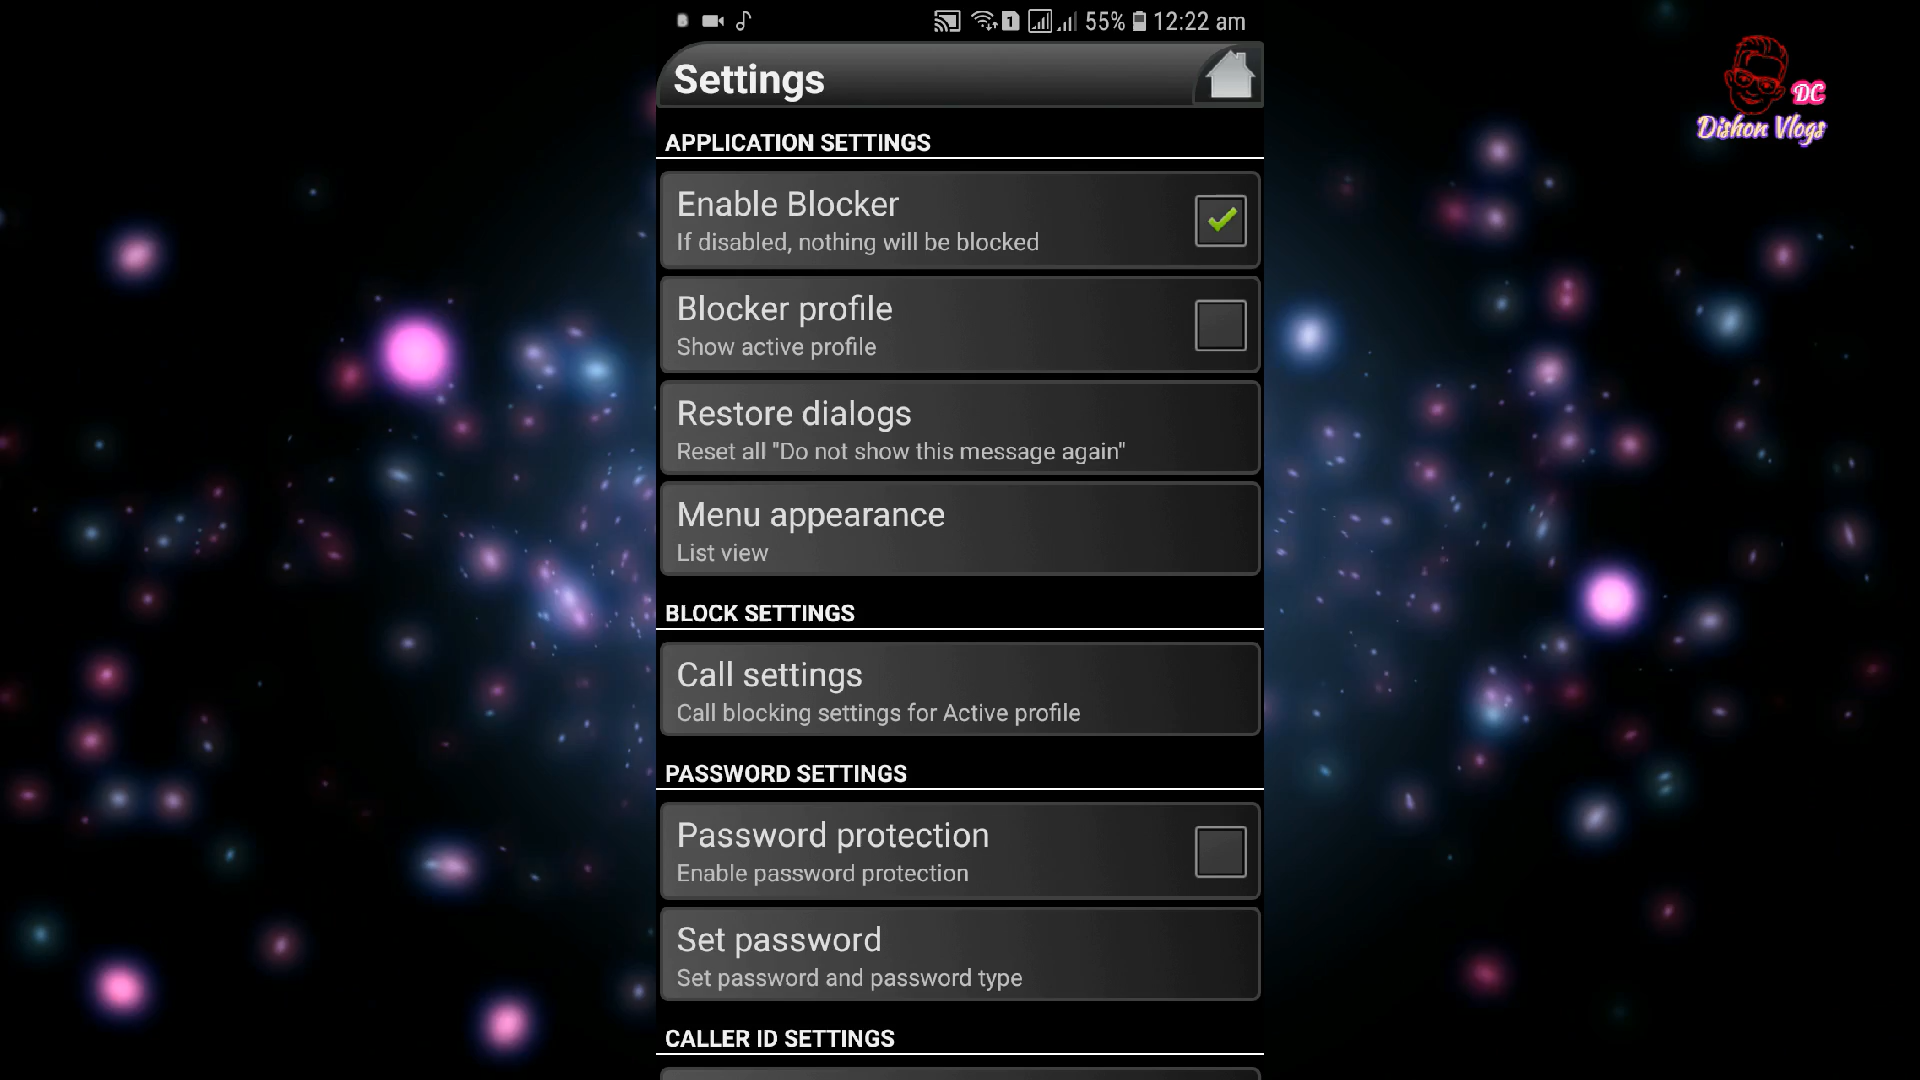 1 55% 12:22 am
Settings
DC
Dishon Vlogs
APPLICATION SETTINGS
Enable Blocker
If disabled, nothing will be blocked
Blocker profile
Show active profile
Restore dialogs
Reset all "Do not show this message again"
Menu appearance
List view
BLOCK SETTINGS
Call settings
Call blocking settings for Active profile
PASSWORD SETTINGS
Password protection
Enable password protection
Set password
Set password and password type
CALLER ID SETTINGS